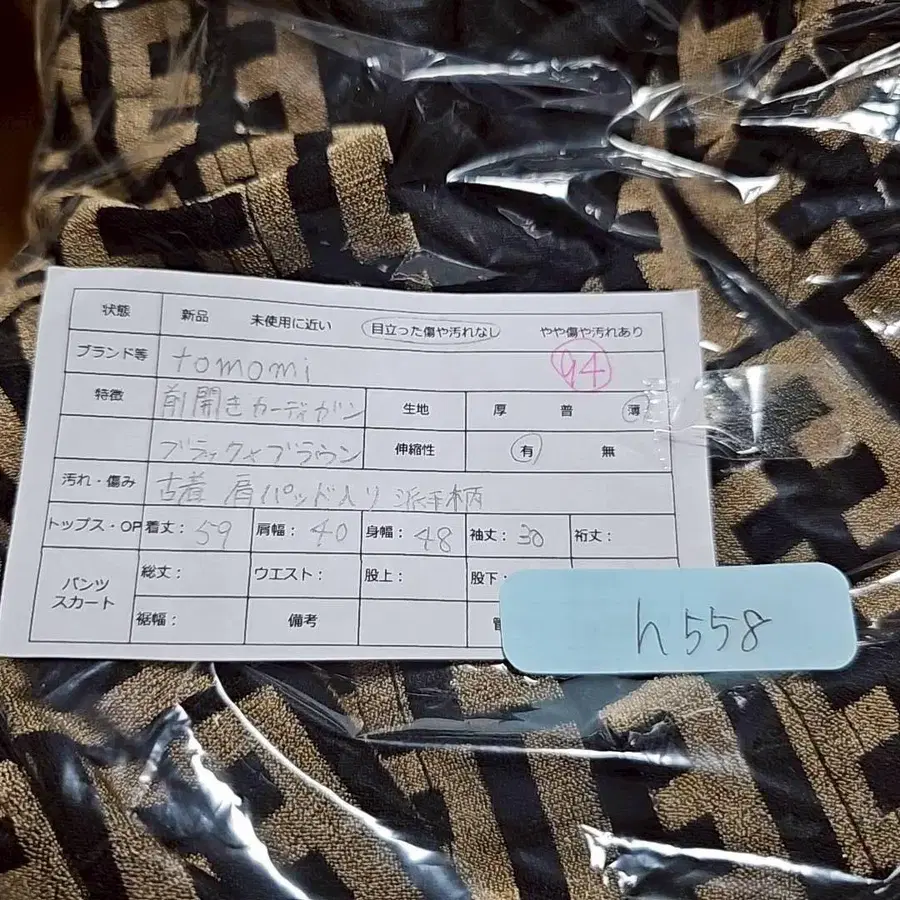 状態 新品 未使用に近い 目立った傷や汚れなし やや傷や汚れあり
ブランド等 tomomi 94
特徴 前開きカーディガン 生地 厚 普 薄
ブラック×ブラウン 伸縮性 有 無
汚れ・傷み 古着 肩パッド入り 派手柄
トップス・OP 着丈: 59 肩幅: 40 身幅: 48 袖丈: 30 裄丈:
パンツ スカート 総丈: ウエスト: 股上: 股下:
裾幅: 備考
h558